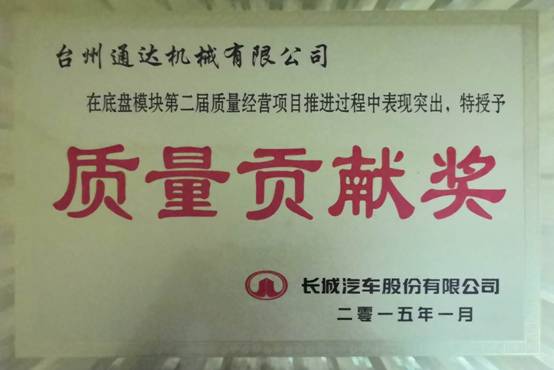 台州通达机械有限公司
在底盘模块第二届质量经营项目推进过程中表现突出，特授予
质量贡献奖
长城汽车股份有限公司
二零一五年一月